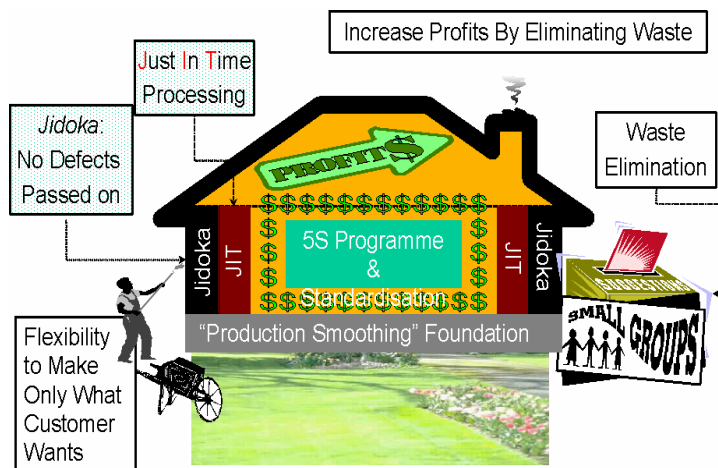 Increase Profits By Eliminating Waste
Just In Time
Processing
Jidoka:
No Defects
Passed on
Waste
Elimination
PROFIT$
5S Programme
&
Standardisation
Jidoka
JIT
JIT
Jidoka
"Production Smoothing" Foundation
SUGGESTIONS
SMALL
GROUPS
Flexibility
to Make
Only What
Customer
Wants